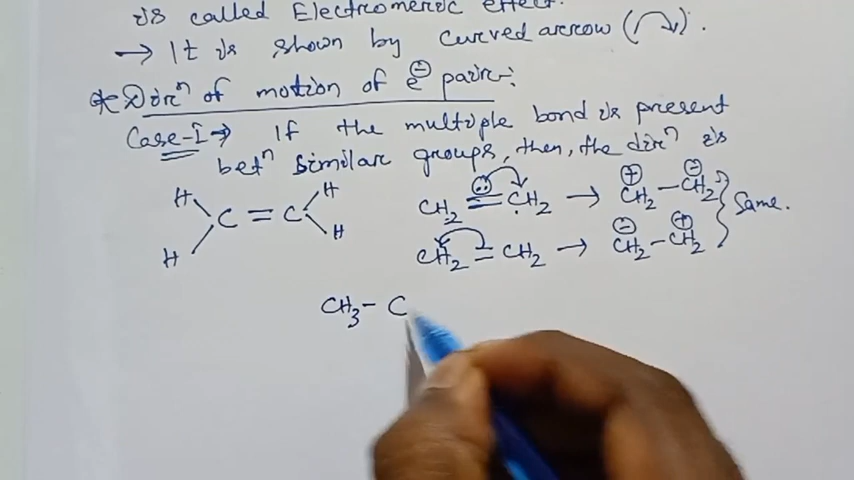 is called Electromeric effect.
→ It is shown by curved arrow (↷).
* Dirⁿ of motion of e⊖ pair:-
Case-I → If the multiple bond is present
betⁿ similar groups, then, the dirⁿ is
H H C = C H H
CH₂ = CH₂ → ⊕CH₂ – ⊖CH₂
CH₂ = CH₂ → ⊖CH₂ – ⊕CH₂
Same.
CH₃ – C